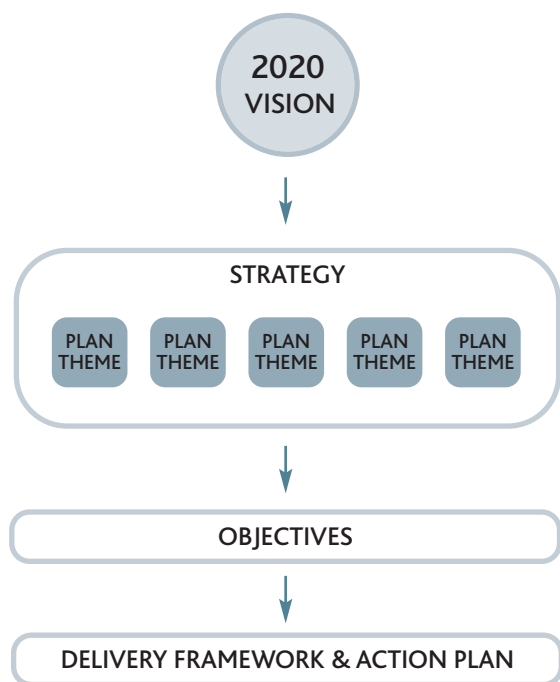 2020
VISION
STRATEGY
PLAN THEME
PLAN THEME
PLAN THEME
PLAN THEME
PLAN THEME
OBJECTIVES
DELIVERY FRAMEWORK & ACTION PLAN